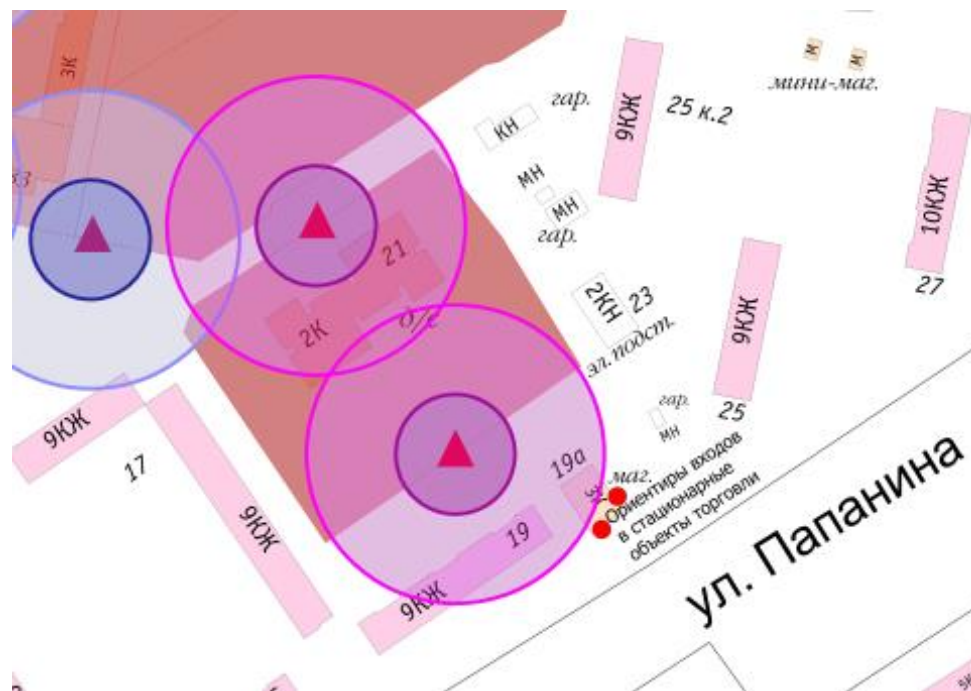 3К
КН
гар.
9КЖ
25 к.2
М
М
мини-маг.
10КЖ
27
МН
МН
гар.
21
2К
д/с
2КН
23
эл.подст.
9КЖ
25
гар.
МН
9КЖ
17
9КЖ
19а
маг.
Ориентиры входов
в стационарные
объекты торговли
19
9КЖ
ул. Папанина